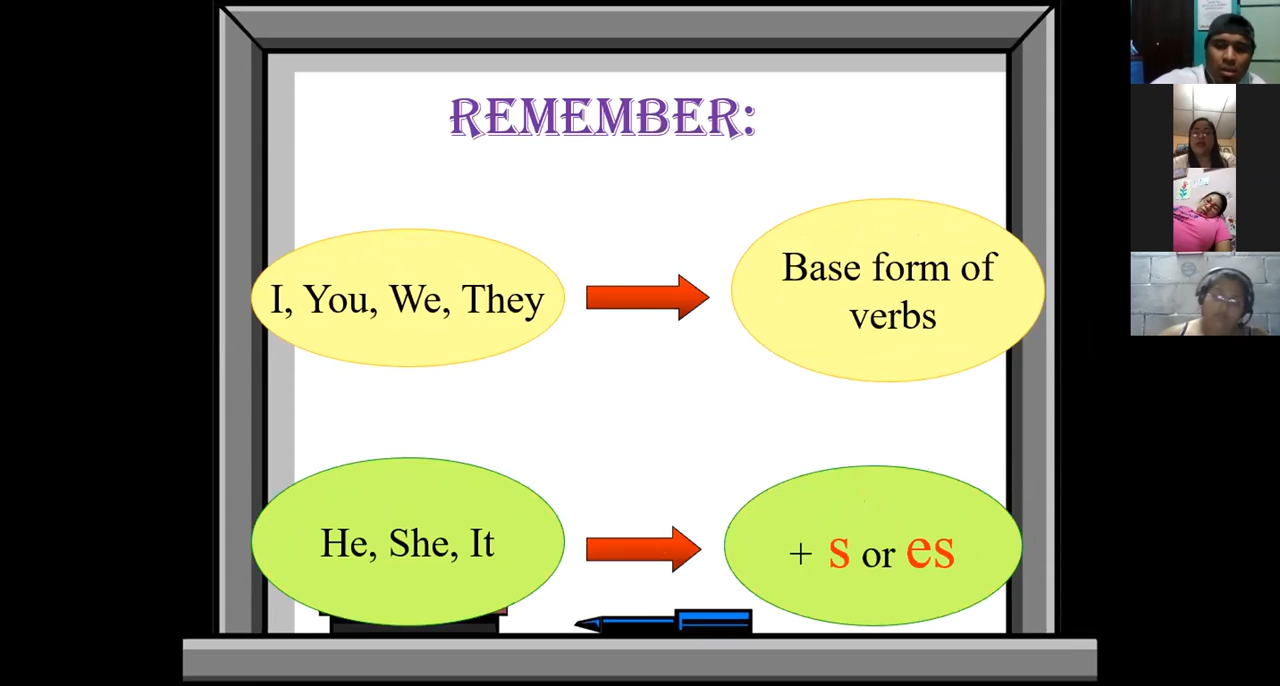 REMEMBER:
I, You, We, They
Base form of
verbs
He, She, It
+ s or es